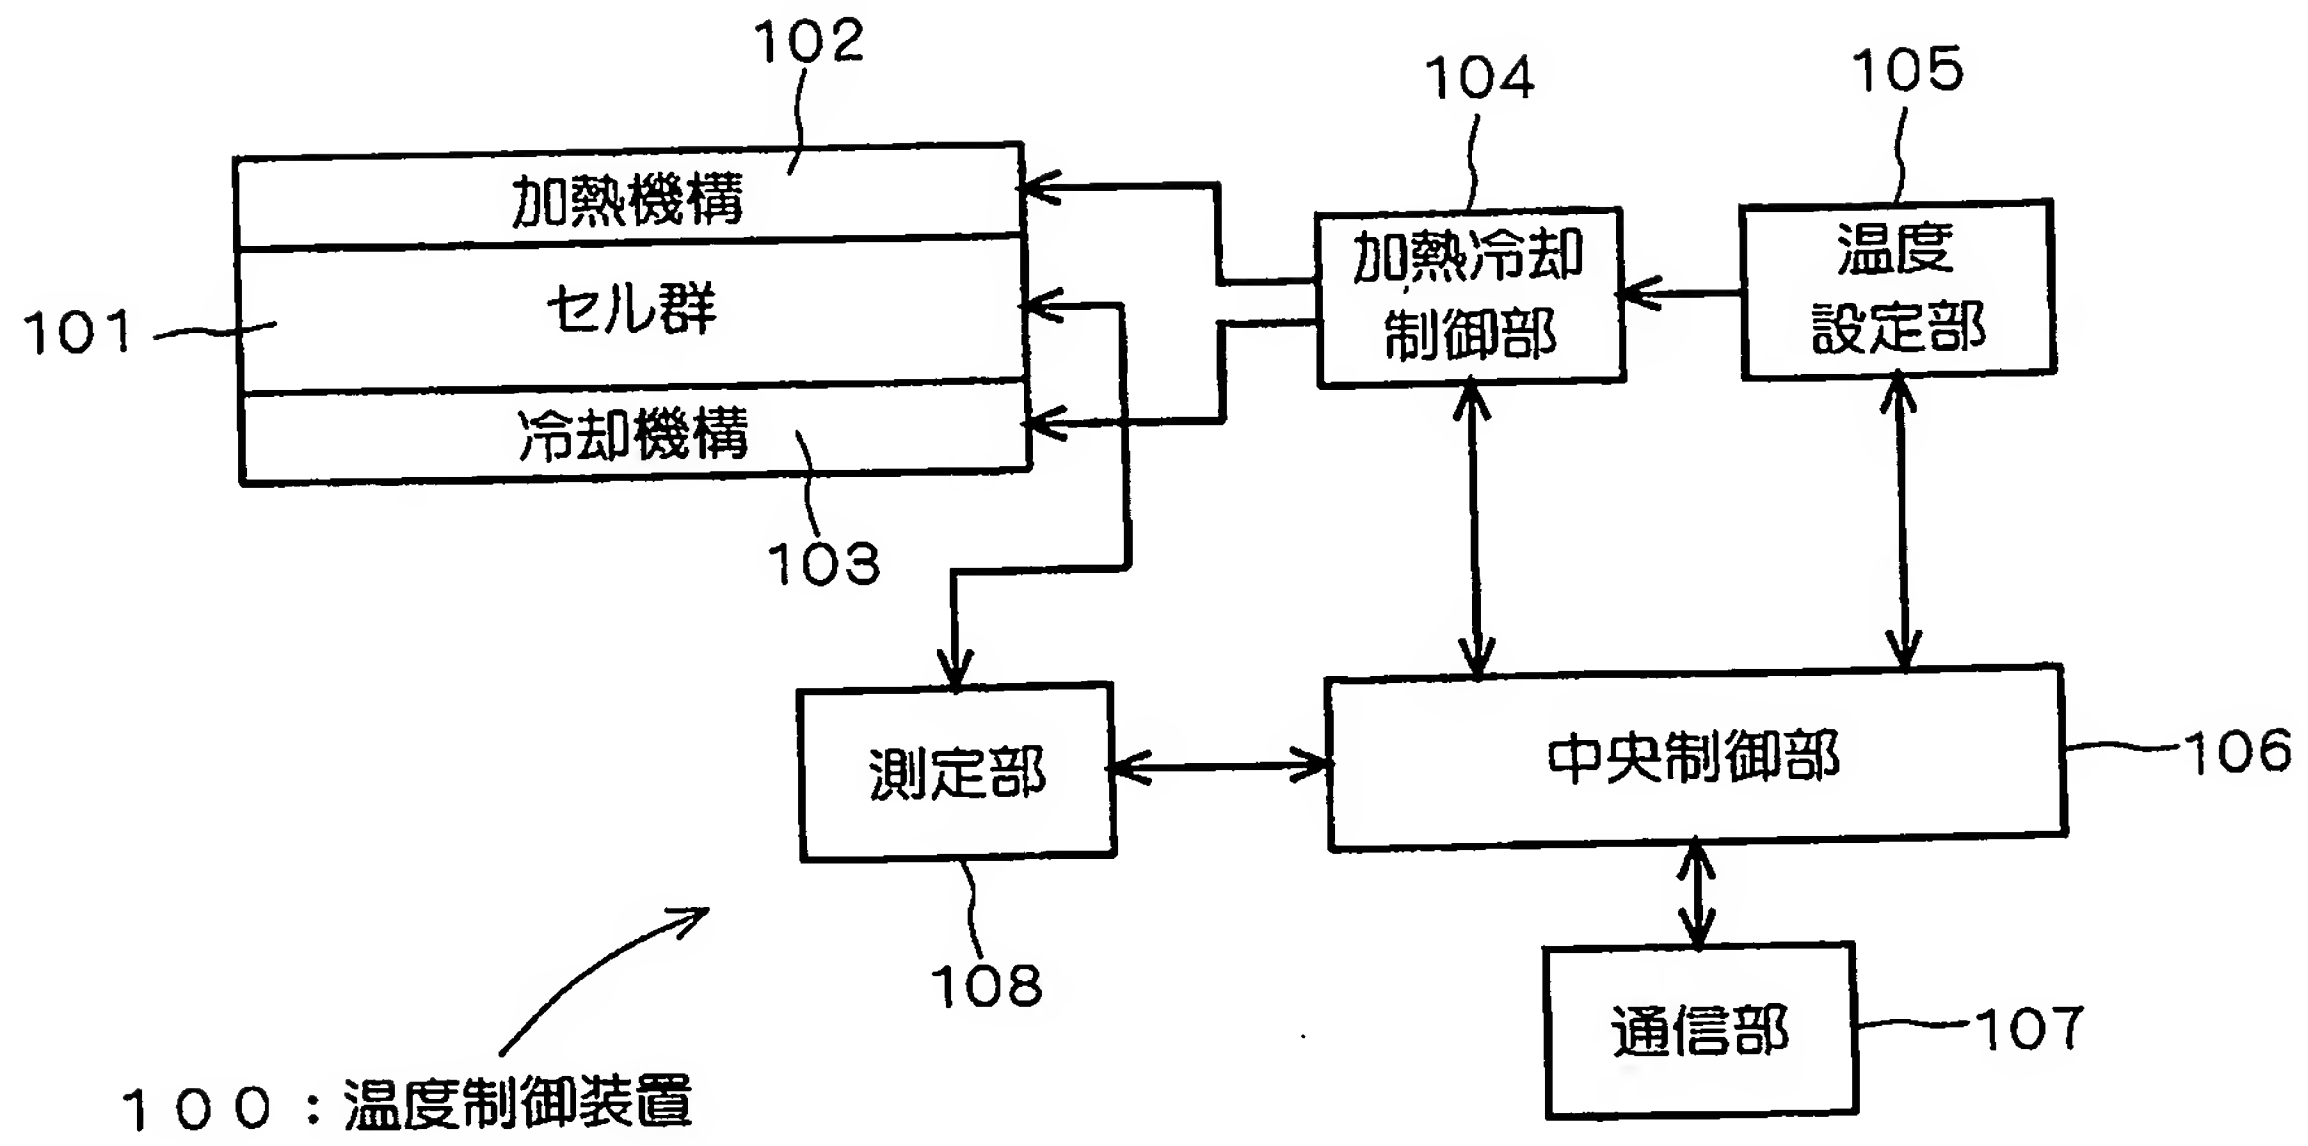 102
104
105
加熱機構
加熱冷却
制御部
温度
設定部
101
セル群
冷却機構
103
測定部
中央制御部
106
108
通信部
107
100:温度制御装置